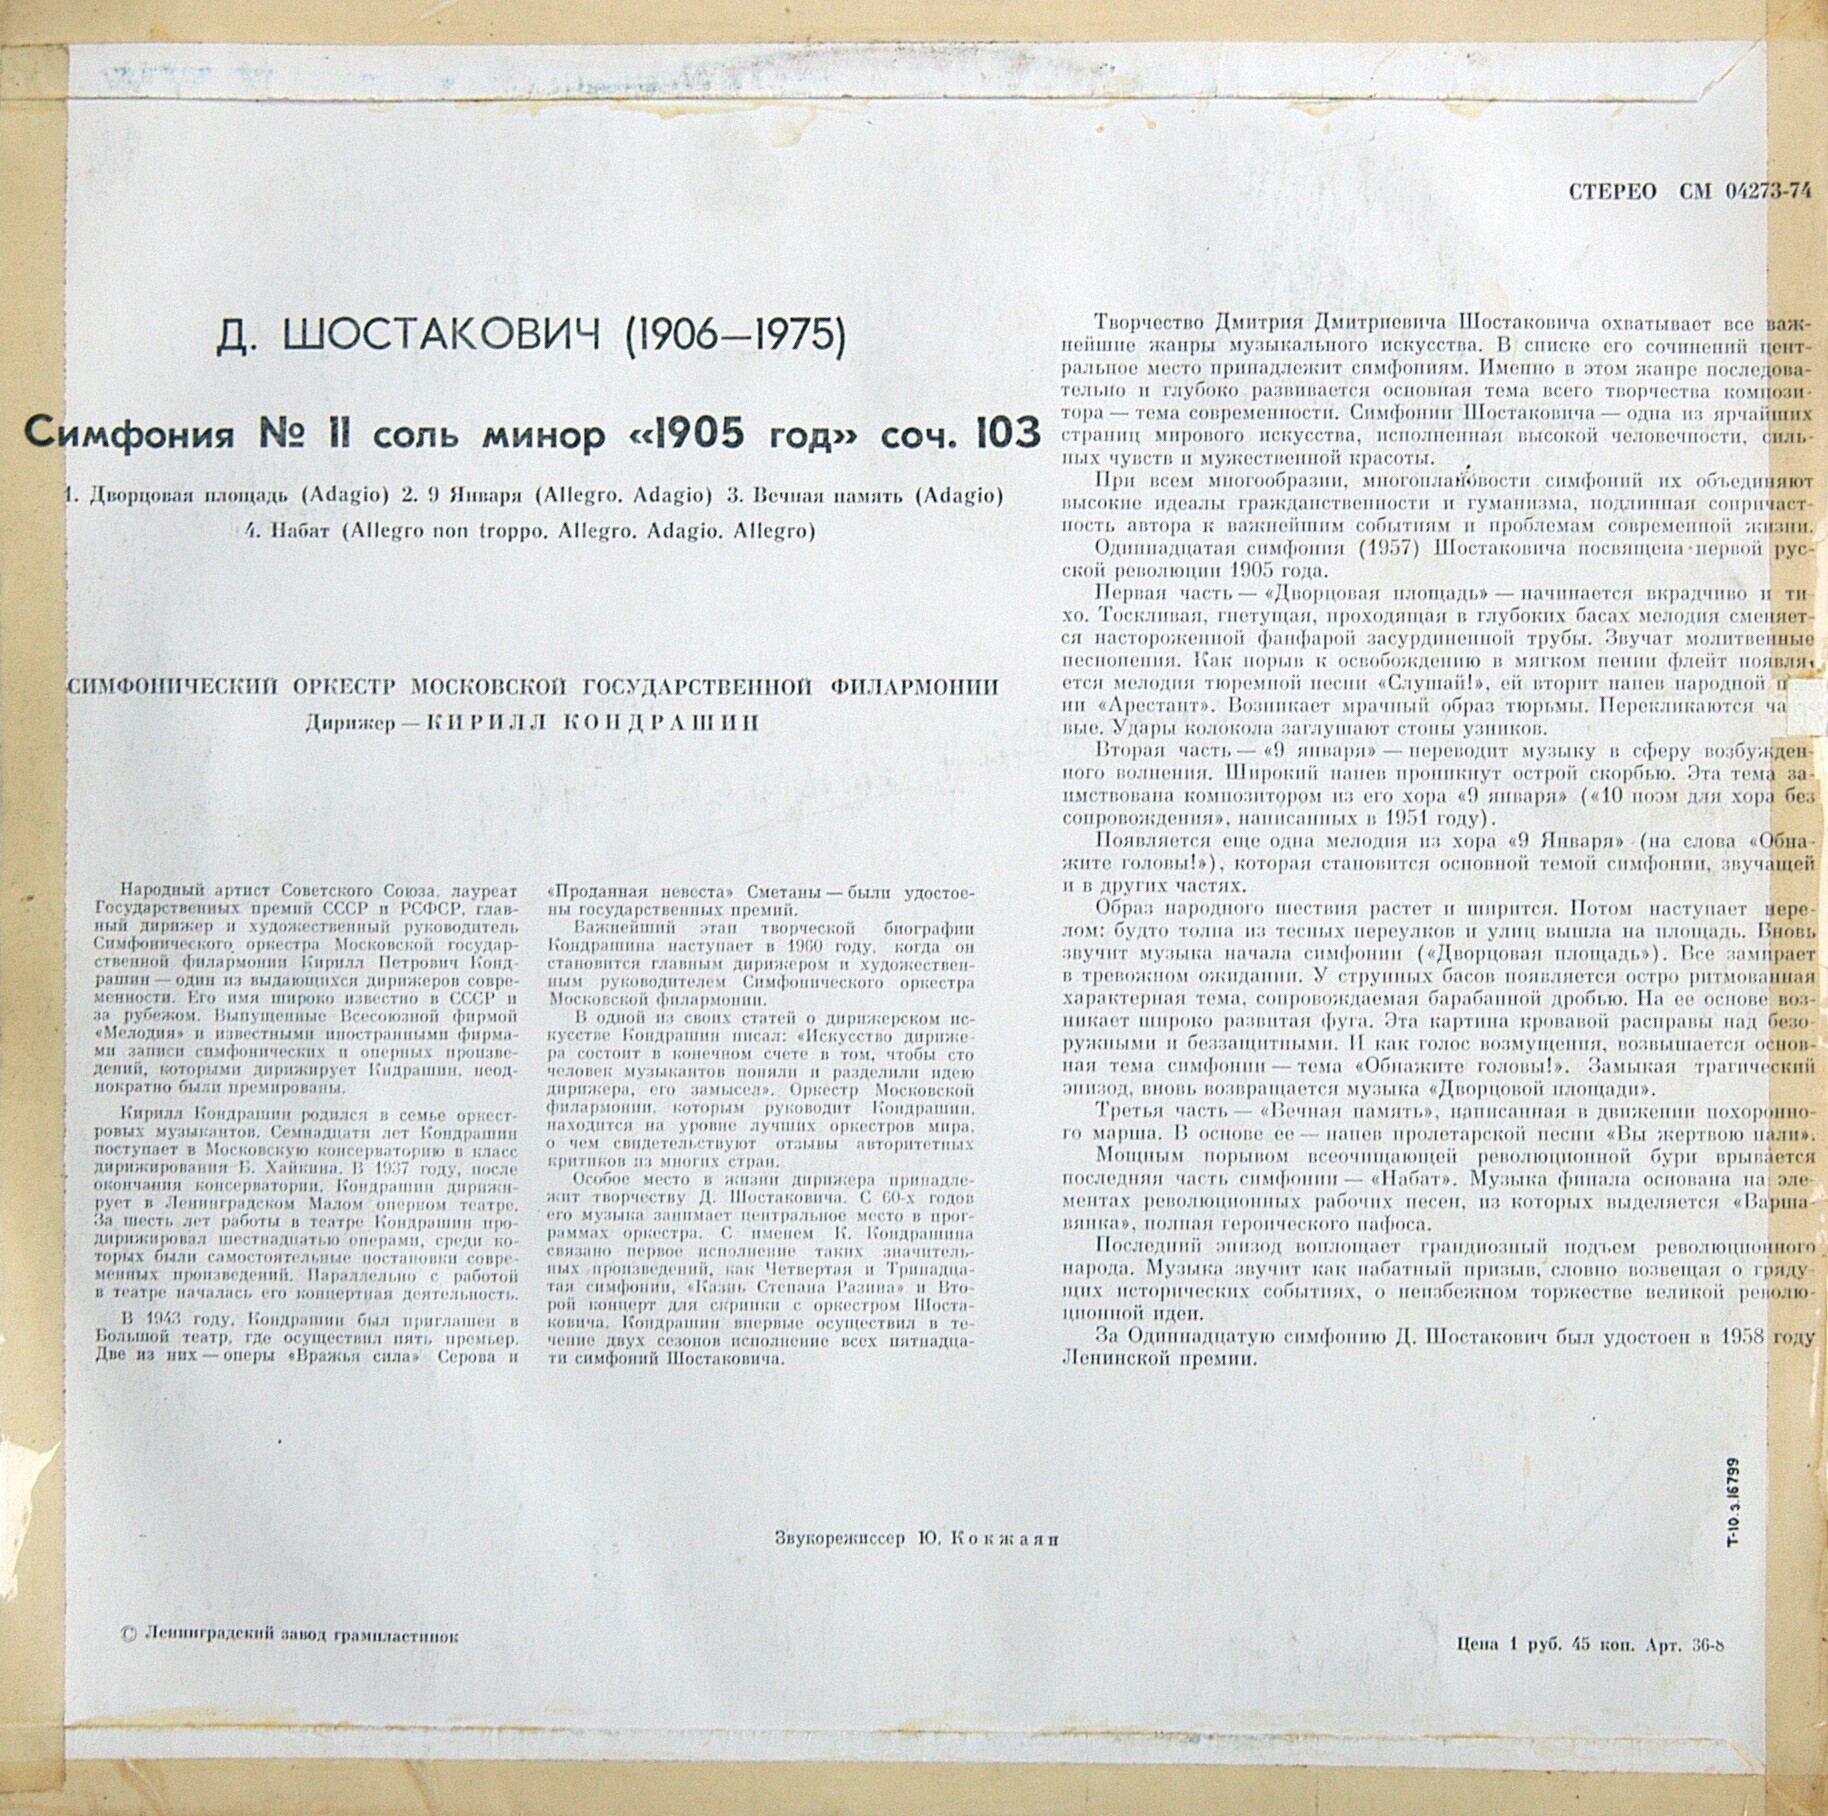 СТЕРЕО СМ 04273-74
Д. ШОСТАКОВИЧ (1906—1975)
Симфония № 11 соль минор «1905 год» соч. 103
1. Дворцовая площадь (Adagio) 2. 9 Января (Allegro. Adagio) 3. Вечная память (Adagio)
4. Набат (Allegro non troppo. Allegro. Adagio. Allegro)
СИМФОНИЧЕСКИЙ ОРКЕСТР МОСКОВСКОЙ ГОСУДАРСТВЕННОЙ ФИЛАРМОНИИ
Дирижер — КИРИЛЛ КОНДРАШИН
Народный артист Советского Союза, лауреат
Государственных премий СССР и РСФСР, глав-
ный дирижер и художественный руководитель
Симфонического оркестра Московской государ-
ственной филармонии Кирилл Петрович Конд-
рашин — один из выдающихся дирижеров совре-
менности. Его имя широко известно в СССР и
за рубежом. Выпущенные Всесоюзной фирмой
«Мелодия» и известными иностранными фирма-
ми записи симфонических и оперных произве-
дений, которыми дирижирует Кндрашин, неод-
нократно были премированы.
Кирилл Кондрашин родился в семье оркест-
ровых музыкантов. Семнадцати лет Кондрашин
поступает в Московскую консерваторию в класс
дирижирования Б. Хайкина. В 1937 году, после
окончания консерватории, Кондрашин дирижи-
рует в Ленинградском Малом оперном театре.
За шесть лет работы в театре Кондрашин про-
дирижировал шестнадцатью операми, среди ко-
торых были самостоятельные постановки совре-
менных произведений. Параллельно с работой
в театре началась его концертная деятельность.
В 1943 году, Кондрашин был приглашен в
Большой театр, где осуществил пять премьер.
Две из них — оперы «Вражья сила» Серова и
«Проданная невеста» Сметаны — были удостое-
ны государственных премий.
Важнейший этап творческой биографии
Кондрашина наступает в 1960 году, когда он
становится главным дирижером и художествен-
ным руководителем Симфонического оркестра
Московской филармонии.
В одной из своих статей о дирижерском ис-
кусстве Кондрашин писал: «Искусство дириже-
ра состоит в конечном счете в том, чтобы сто
человек музыкантов поняли и разделили идею
дирижера, его замысел». Оркестр Московской
филармонии, которым руководит Кондрашин,
находится на уровне лучших оркестров мира,
о чем свидетельствуют отзывы авторитетных
критиков из многих стран.
Особое место в жизни дирижера принадле-
жит творчеству Д. Шостаковича. С 60-х годов
его музыка занимает центральное место в прог-
раммах оркестра. С именем К. Кондрашина
связано первое исполнение таких значитель-
ных произведений, как Четвертая и Тринадца-
тая симфонии, «Казнь Степана Разина» и Вто-
рой концерт для скрипки с оркестром Шоста-
ковича. Кондрашин впервые осуществил в те-
чение двух сезонов исполнение всех пятнадца-
ти симфоний Шостаковича.
Творчество Дмитрия Дмитриевича Шостаковича охватывает все важ-
нейшие жанры музыкального искусства. В списке его сочинений цент-
ральное место принадлежит симфониям. Именно в этом жанре последова-
тельно и глубоко развивается основная тема всего творчества компози-
тора — тема современности. Симфонии Шостаковича — одна из ярчайших
страниц мирового искусства, исполненная высокой человечности, силь-
ных чувств и мужественной красоты.
При всем многообразии, многоплановости симфоний их объединяют
высокие идеалы гражданственности и гуманизма, подлинная сопричаст-
ность автора к важнейшим событиям и проблемам современной жизни.
Одиннадцатая симфония (1957) Шостаковича посвящена первой рус-
ской революции 1905 года.
Первая часть — «Дворцовая площадь» — начинается вкрадчиво и ти-
хо. Тоскливая, гнетущая, проходящая в глубоких басах мелодия сменяет-
ся настороженной фанфарой засурдиненной трубы. Звучат молитвенные
песнопения. Как порыв к освобождению в мягком пении флейт появля-
ется мелодия тюремной песни «Слушай!», ей вторит напев народной п
ни «Арестант». Возникает мрачный образ тюрьмы. Перекликаются ча
вые. Удары колокола заглушают стоны узников.
Вторая часть — «9 января» — переводит музыку в сферу возбужден-
ного волнения. Широкий напев проникнут острой скорбью. Эта тема за-
имствована композитором из его хора «9 января» («10 поэм для хора без
сопровождения», написанных в 1951 году).
Появляется еще одна мелодия из хора «9 Января» (на слова «Обна-
жите головы!»), которая становится основной темой симфонии, звучащей
и в других частях.
Образ народного шествия растет и ширится. Потом наступает пере-
лом: будто толпа из тесных переулков и улиц вышла на площадь. Вновь
звучит музыка начала симфонии («Дворцовая площадь»). Все замирает
в тревожном ожидании. У струнных басов появляется остро ритмованная
характерная тема, сопровождаемая барабанной дробью. На ее основе воз-
никает широко развитая фуга. Эта картина кровавой расправы над безо-
ружными и беззащитными. И как голос возмущения, возвышается основ-
ная тема симфонии — тема «Обнажите головы!». Замыкая трагический
эпизод, вновь возвращается музыка «Дворцовой площади».
Третья часть — «Вечная память», написанная в движении похоронно-
го марша. В основе ее — напев пролетарской песни «Вы жертвою пали».
Мощным порывом всеочищающей революционной бури врывается
последняя часть симфонии — «Набат». Музыка финала основана на эле-
ментах революционных рабочих песен, из которых выделяется «Варша-
вянка», полная героического пафоса.
Последний эпизод воплощает грандиозный подъем революционного
народа. Музыка звучит как набатный призыв, словно возвещая о гряду-
щих исторических событиях, о неизбежном торжестве великой револю-
ционной идеи.
За Одиннадцатую симфонию Д. Шостакович был удостоен в 1958 году
Ленинской премии.
Т-10.з.16799
Звукорежиссер Ю. Кокжаян
© Ленинградский завод грампластинок
Цена 1 руб. 45 коп. Арт. 36-8